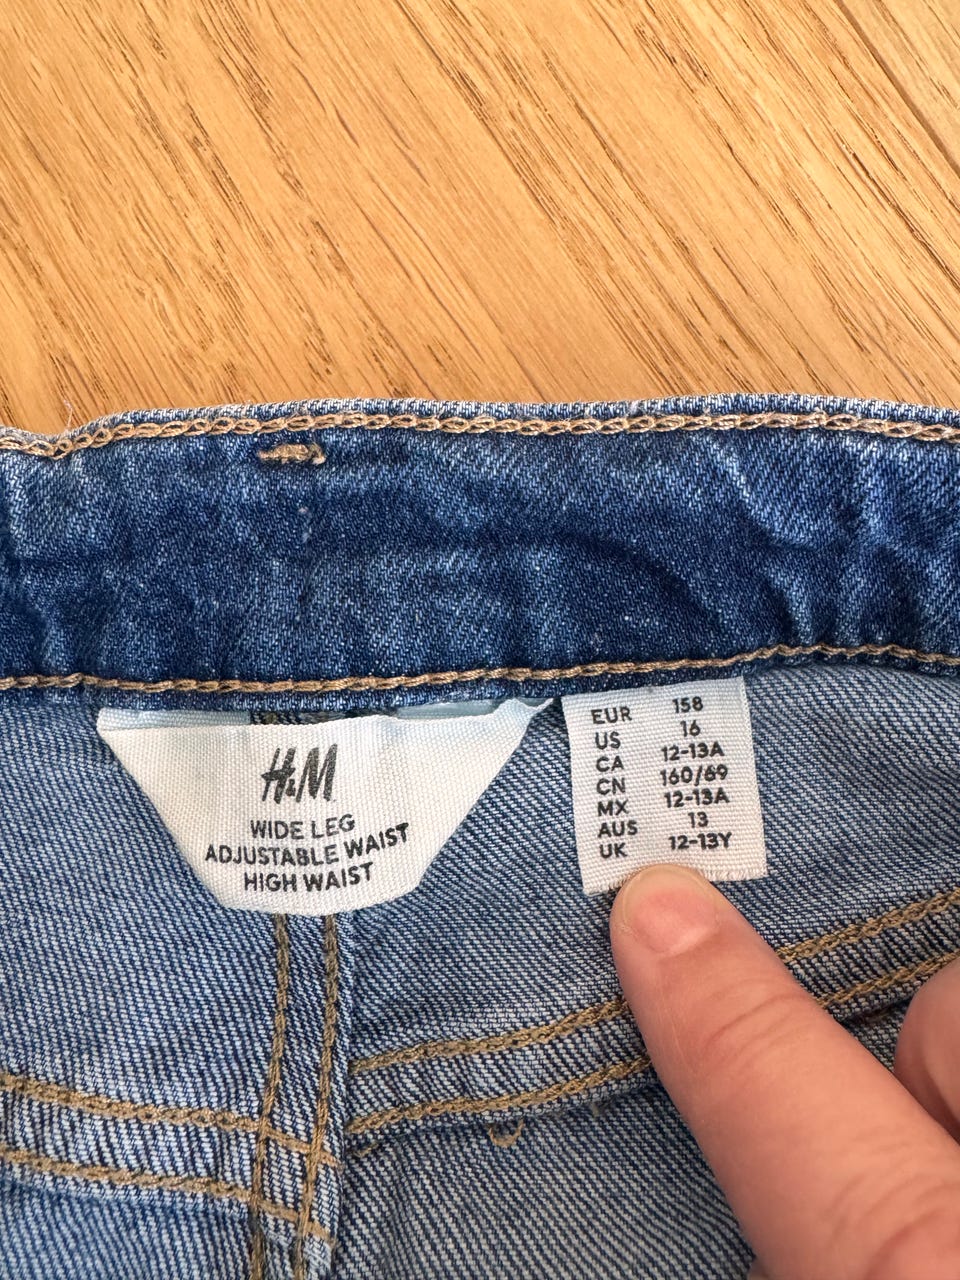 H&M
WIDE LEG
ADJUSTABLE WAIST
HIGH WAIST
EUR 158
US 16
CA 12-13A
CN 160/69
MX 12-13A
AUS 13
UK 12-13Y